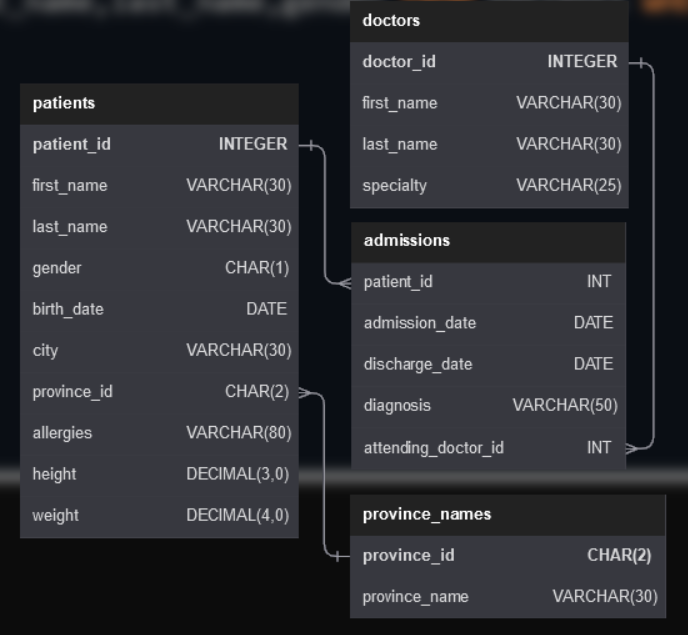 patients
patient_id INTEGER
first_name VARCHAR(30)
last_name VARCHAR(30)
gender CHAR(1)
birth_date DATE
city VARCHAR(30)
province_id CHAR(2)
allergies VARCHAR(80)
height DECIMAL(3,0)
weight DECIMAL(4,0)
doctors
doctor_id INTEGER
first_name VARCHAR(30)
last_name VARCHAR(30)
specialty VARCHAR(25)
admissions
patient_id INT
admission_date DATE
discharge_date DATE
diagnosis VARCHAR(50)
attending_doctor_id INT
province_names
province_id CHAR(2)
province_name VARCHAR(30)